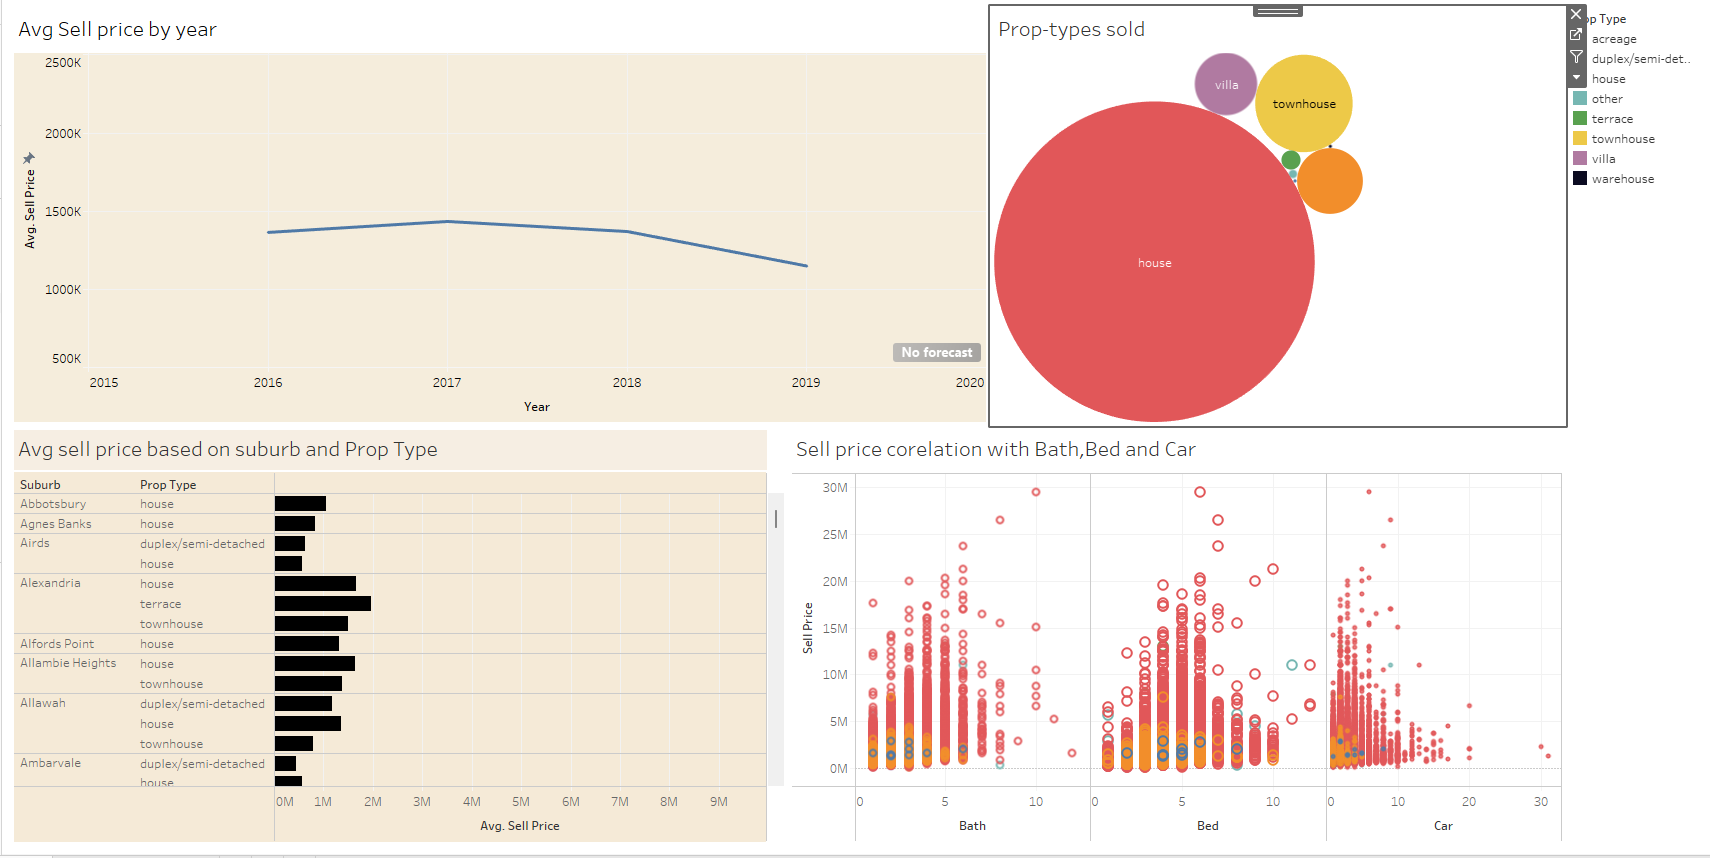 Avg Sell price by year
2500K
2000K
1500K
1000K
500K
Avg. Sell Price
No forecast
2015 2016 2017 2018 2019 2020
Year
Prop-types sold
villa
townhouse
house
op Type
acreage
duplex/semi-det..
house
other
terrace
townhouse
villa
warehouse
Avg sell price based on suburb and Prop Type
Suburb Prop Type
Abbotsbury house
Agnes Banks house
Airds duplex/semi-detached
house
Alexandria house
terrace
townhouse
Alfords Point house
Allambie Heights house
townhouse
Allawah duplex/semi-detached
house
townhouse
Ambarvale duplex/semi-detached
house
0M 1M 2M 3M 4M 5M 6M 7M 8M 9M
Avg. Sell Price
Sell price corelation with Bath,Bed and Car
30M
25M
20M
15M
10M
5M
0M
Sell Price
0 5 10 0 5 10 0 10 20 30
Bath Bed Car